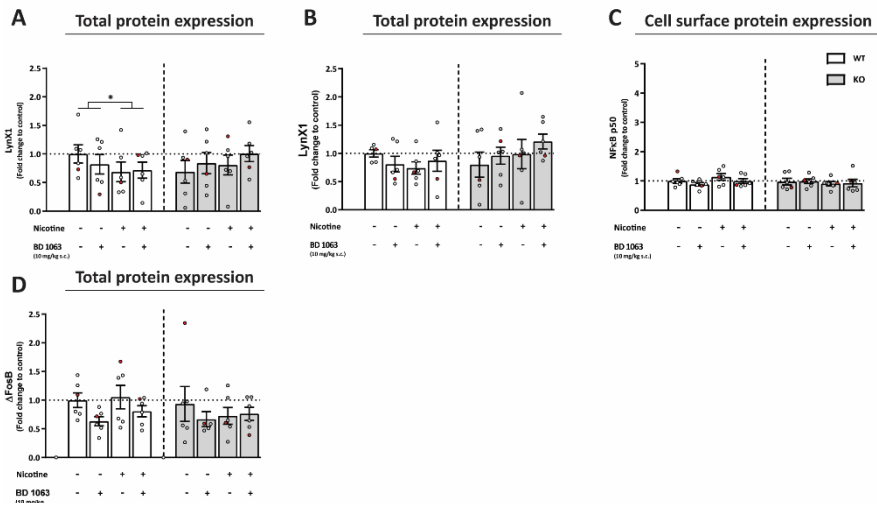 A
Total protein expression
LynX1
(Fold change to control)
2.5
2.0
1.5
1.0
0.5
0.0
*
Nicotine - - + + - - + +
BD 1063 - + - + - + - +
(10 mg/kg s.c.)
B
Total protein expression
LynX1
(Fold change to control)
2.5
2.0
1.5
1.0
0.5
0.0
Nicotine - - + + - - + +
BD 1063 - + - + - + - +
(10 mg/kg s.c.)
C
Cell surface protein expression
WT
KO
NFκB p50
(Fold change to control)
5
4
3
2
1
0
Nicotine - - + + - - + +
BD 1063 - + - + - + - +
(10 mg/kg s.c.)
D
Total protein expression
ΔFosB
(Fold change to control)
2.5
2.0
1.5
1.0
0.5
0.0
Nicotine - - + + - - + +
BD 1063 - + - + - + - +
(10 mg/kg